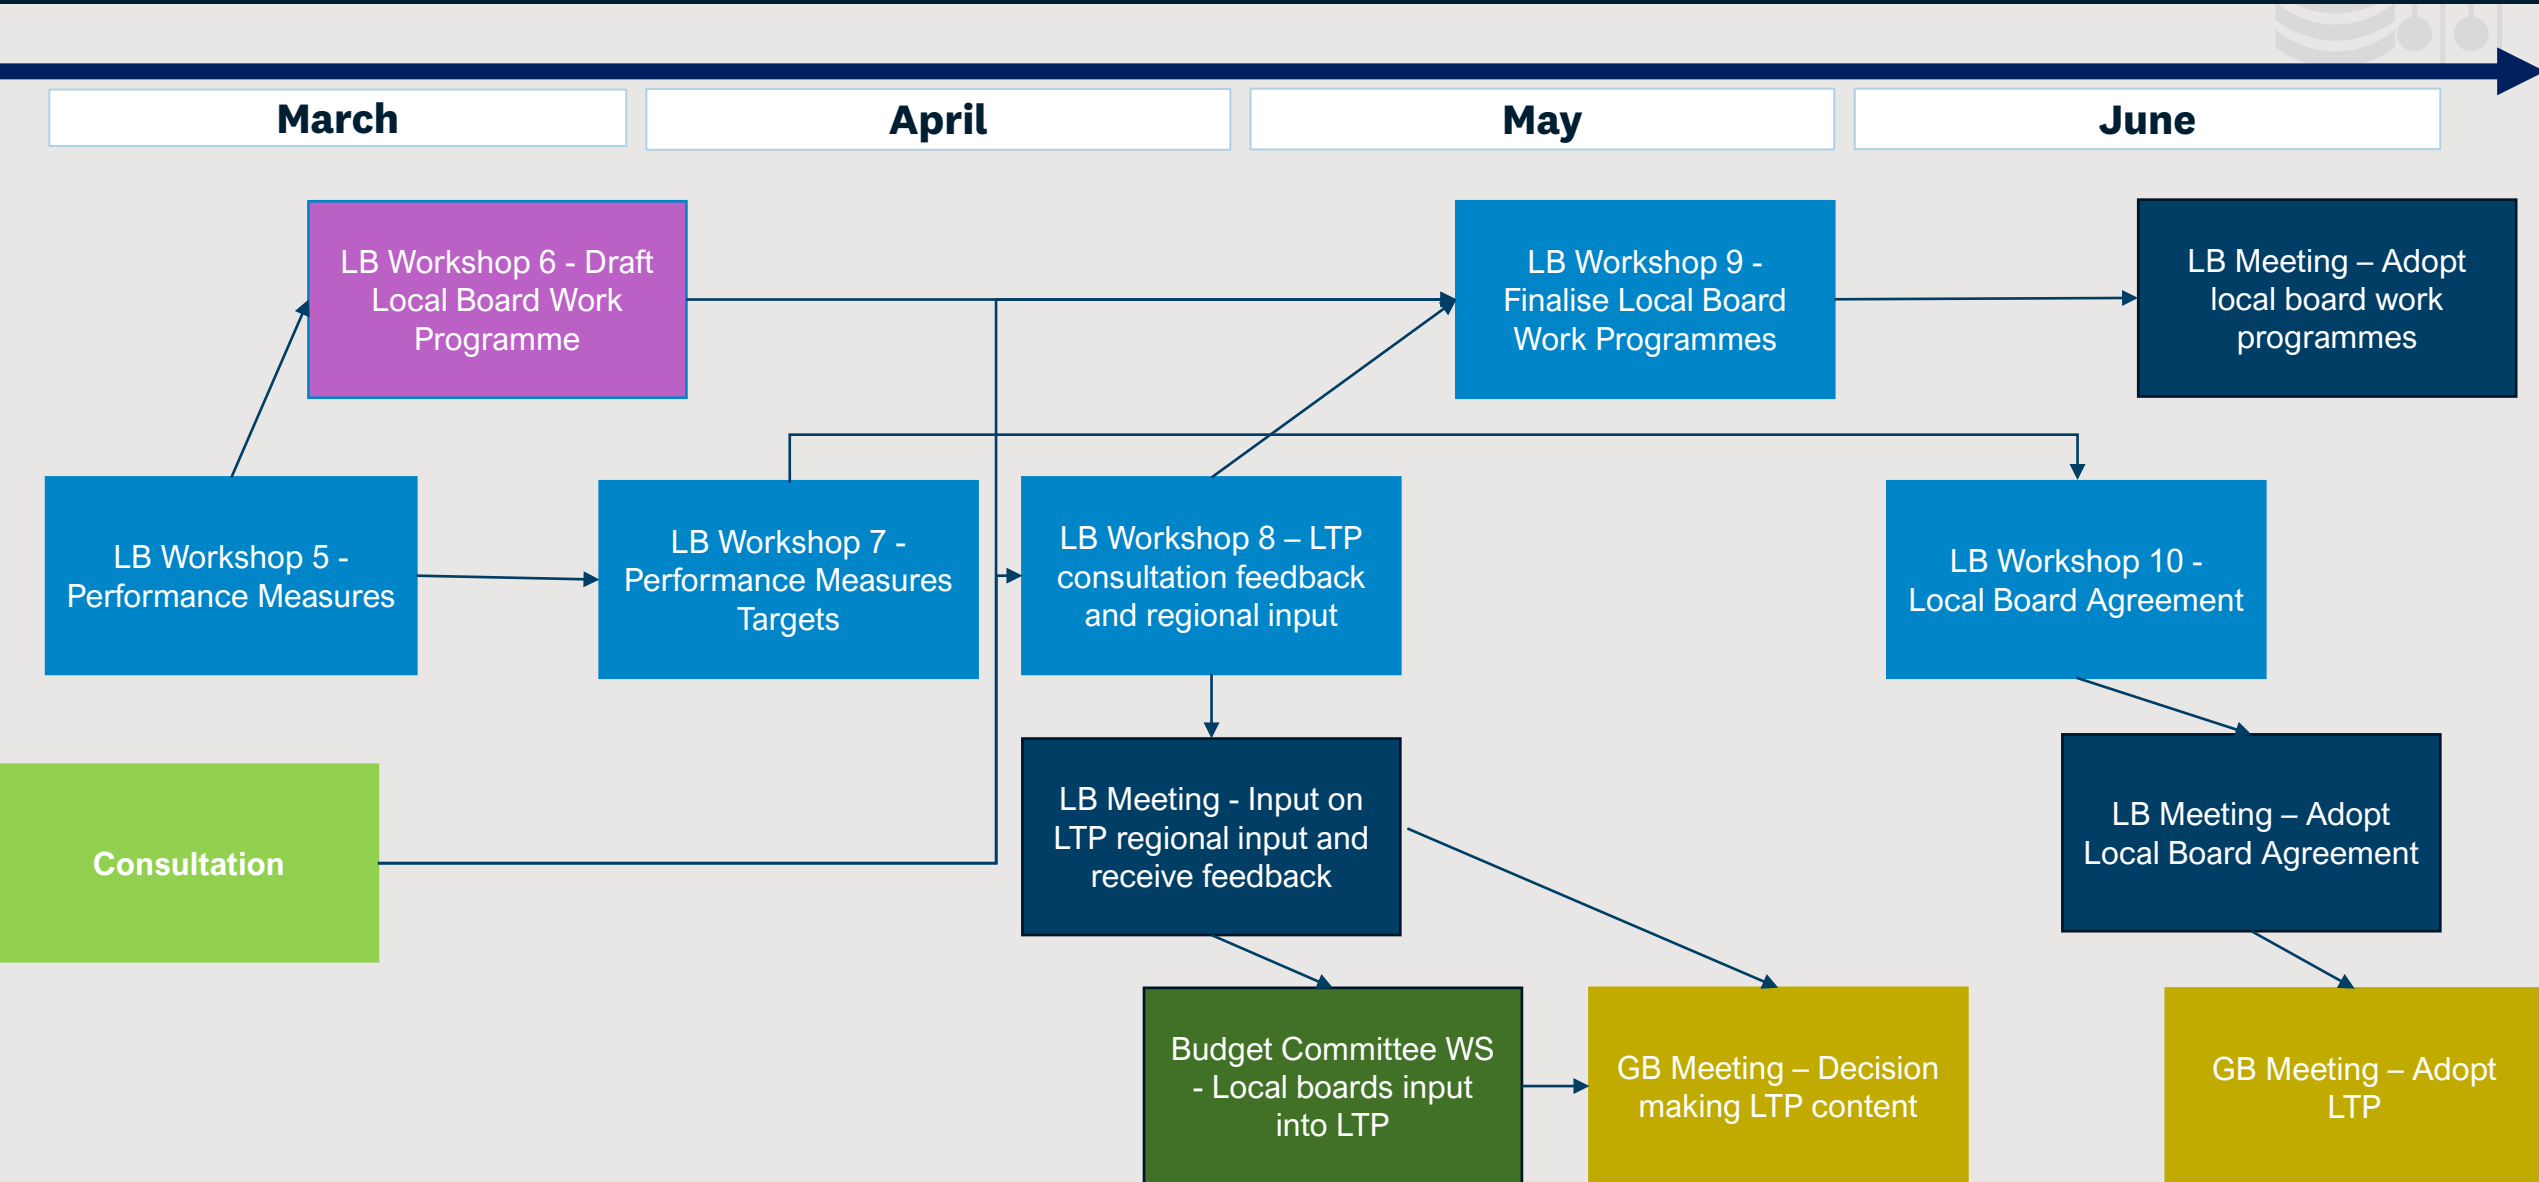 March
April
May
June
LB Workshop 6 - Draft
Local Board Work
Programme
LB Workshop 9 -
Finalise Local Board
Work Programmes
LB Meeting – Adopt
local board work
programmes
LB Workshop 5 -
Performance Measures
LB Workshop 7 -
Performance Measures
Targets
LB Workshop 8 – LTP
consultation feedback
and regional input
LB Workshop 10 -
Local Board Agreement
Consultation
LB Meeting - Input on
LTP regional input and
receive feedback
LB Meeting – Adopt
Local Board Agreement
Budget Committee WS
- Local boards input
into LTP
GB Meeting – Decision
making LTP content
GB Meeting – Adopt
LTP